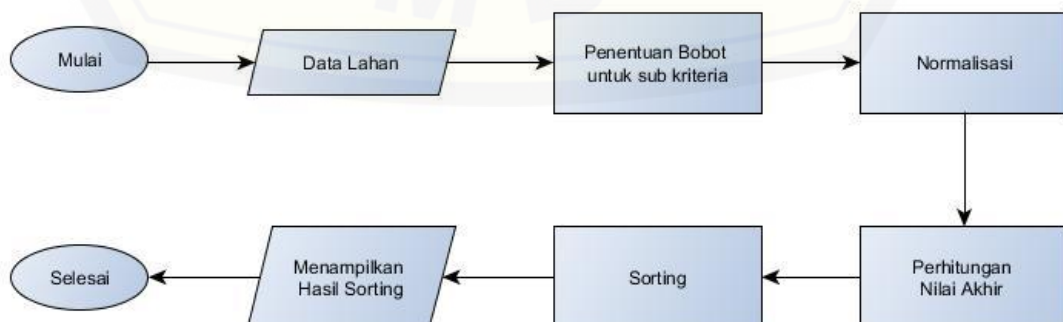 Mulai
Data Lahan
Penentuan Bobot
untuk sub kriteria
Normalisasi
Perhitungan
Nilai Akhir
Sorting
Menampilkan
Hasil Sorting
Selesai